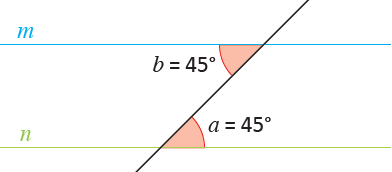 m
b = 45°
a = 45°
n